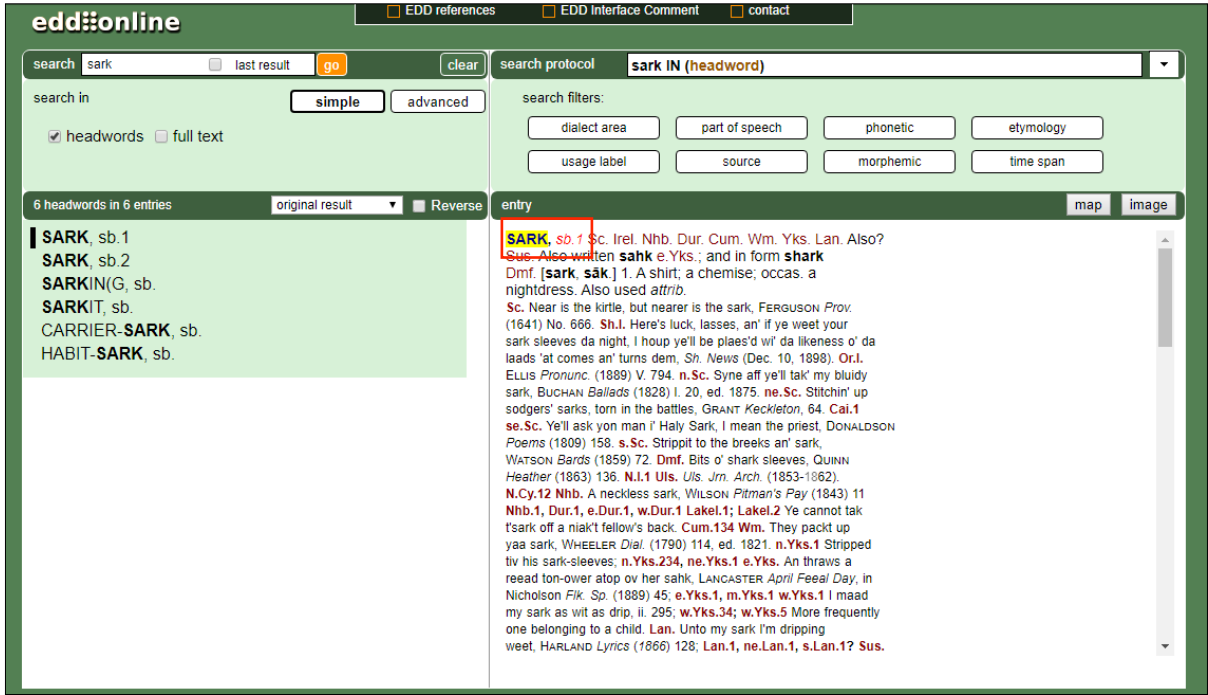 EDD references EDD Interface Comment contact
edd online
search sark last result go clear
search in simple advanced
headwords full text
search protocol sark IN (headword)
search filters:
dialect area part of speech phonetic etymology
usage label source morphemic time span
6 headwords in 6 entries original result Reverse
SARK, sb.1
SARK, sb.2
SARKIN(G, sb.
SARKIT, sb.
CARRIER-SARK, sb.
HABIT-SARK, sb.
entry map image
SARK, sb.1 Sc. Irel. Nhb. Dur. Cum. Wm. Yks. Lan. Also?
Sus. Also written sahk e.Yks.; and in form shark
Dmf. [sark, sāk.] 1. A shirt; a chemise; occas. a
nightdress. Also used attrib.
Sc. Near is the kirtle, but nearer is the sark, FERGUSON Prov.
(1641) No. 666. Sh.I. Here's luck, lasses, an' if ye weet your
sark sleeves da night, I houp ye'll be plaes'd wi' da likeness o' da
laads 'at comes an' turns dem, Sh. News (Dec. 10, 1898). Or.I.
ELLIS Pronunc. (1889) V. 794. n.Sc. Syne aff ye'll tak' my bluidy
sark, BUCHAN Ballads (1828) I. 20, ed. 1875. ne.Sc. Stitchin' up
sodgers' sarks, torn in the battles, GRANT Keckleton, 64. Cai.1
se.Sc. Ye'll ask yon man i' Haly Sark, I mean the priest, DONALDSON
Poems (1809) 158. s.Sc. Strippit to the breeks an' sark,
WATSON Bards (1859) 72. Dmf. Bits o' shark sleeves, QUINN
Heather (1863) 136. N.I.1 Uls. Uls. Jrn. Arch. (1853-1862).
N.Cy.12 Nhb. A neckless sark, WILSON Pitman's Pay (1843) 11
Nhb.1, Dur.1, e.Dur.1, w.Dur.1 Lakel.1; Lakel.2 Ye cannot tak
t'sark off a niak't fellow's back. Cum.134 Wm. They packt up
yaa sark, WHEELER Dial. (1790) 114, ed. 1821. n.Yks.1 Stripped
tiv his sark-sleeves; n.Yks.234, ne.Yks.1 e.Yks. An thraws a
reead ton-ower atop ov her sahk, LANCASTER April Feeal Day, in
Nicholson Flk. Sp. (1889) 45; e.Yks.1, m.Yks.1 w.Yks.1 I maad
my sark as wit as drip, ii. 295; w.Yks.34; w.Yks.5 More frequently
one belonging to a child. Lan. Unto my sark I'm dripping
weet, HARLAND Lyrics (1866) 128; Lan.1, ne.Lan.1, s.Lan.1? Sus.